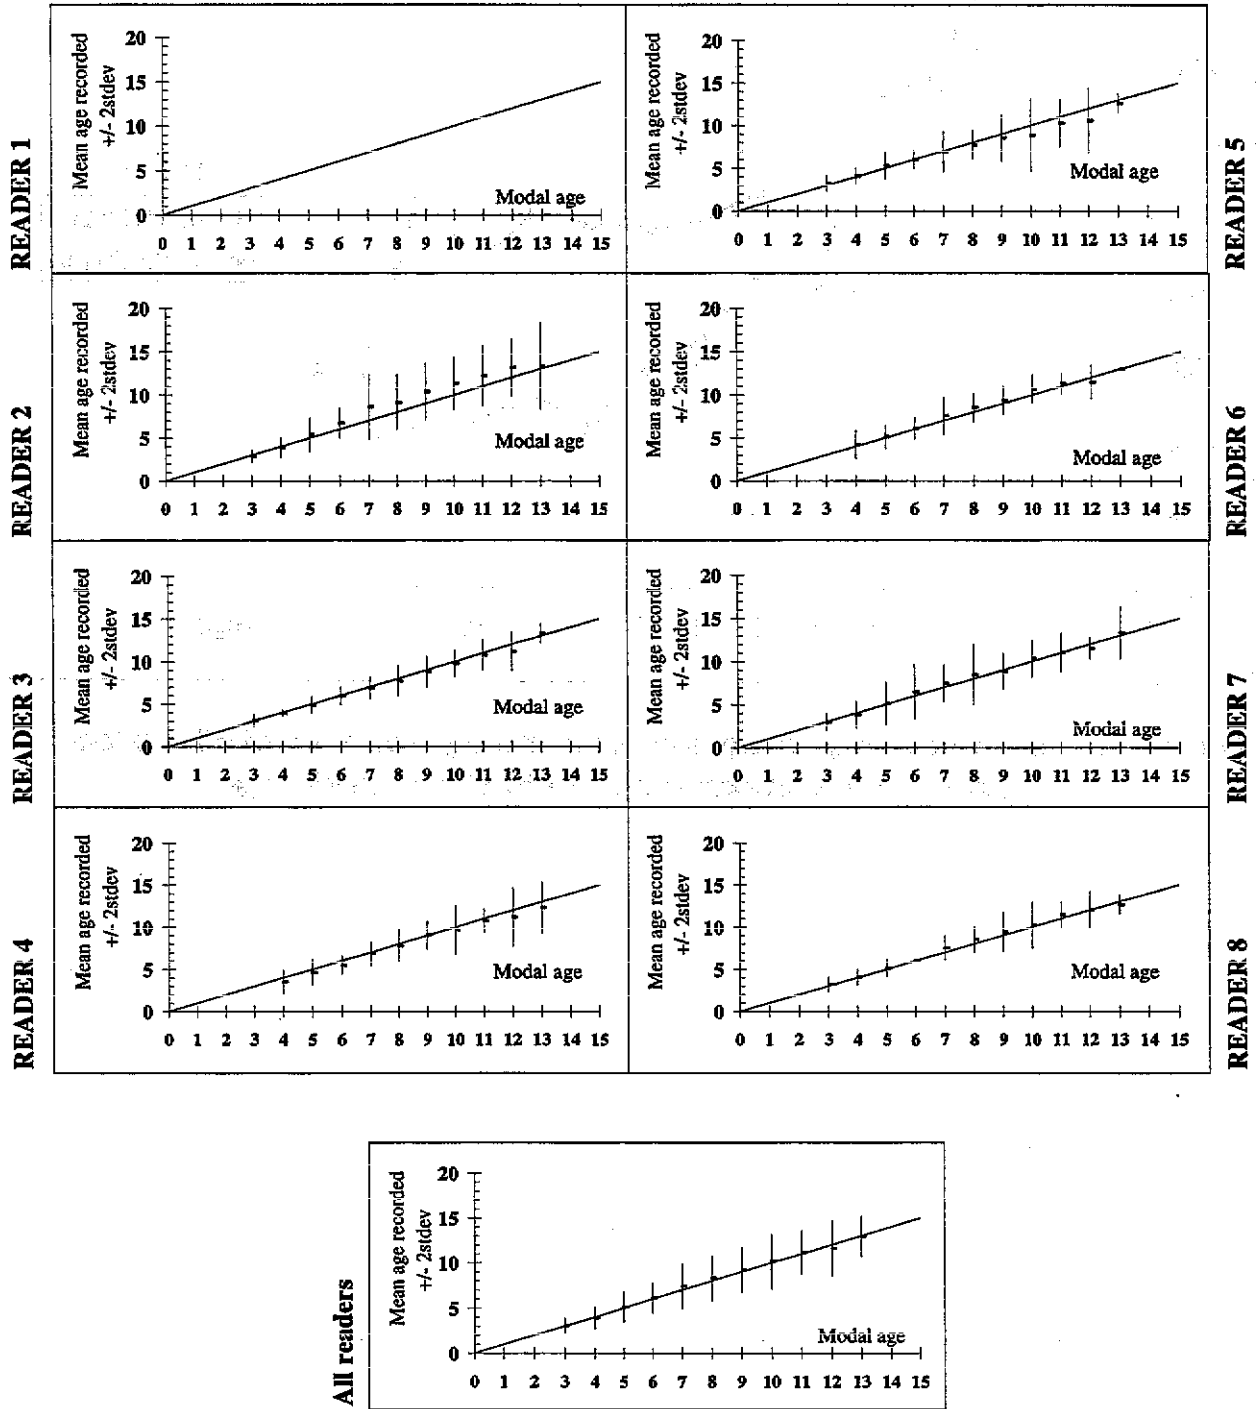 READER 1
Mean age recorded
+/- 2stdev
20
15
10
5
0
Modal age
0 1 2 3 4 5 6 7 8 9 10 11 12 13 14 15
READER 2
Mean age recorded
+/- 2stdev
20
15
10
5
0
Modal age
0 1 2 3 4 5 6 7 8 9 10 11 12 13 14 15
READER 3
Mean age recorded
+/- 2stdev
20
15
10
5
0
Modal age
0 1 2 3 4 5 6 7 8 9 10 11 12 13 14 15
READER 4
Mean age recorded
+/- 2stdev
20
15
10
5
0
Modal age
0 1 2 3 4 5 6 7 8 9 10 11 12 13 14 15
READER 5
Mean age recorded
+/- 2stdev
20
15
10
5
0
Modal age
0 1 2 3 4 5 6 7 8 9 10 11 12 13 14 15
READER 6
Mean age recorded
+/- 2stdev
20
15
10
5
0
Modal age
0 1 2 3 4 5 6 7 8 9 10 11 12 13 14 15
READER 7
Mean age recorded
+/- 2stdev
20
15
10
5
0
Modal age
0 1 2 3 4 5 6 7 8 9 10 11 12 13 14 15
READER 8
Mean age recorded
+/- 2stdev
20
15
10
5
0
Modal age
0 1 2 3 4 5 6 7 8 9 10 11 12 13 14 15
All readers
Mean age recorded
+/- 2stdev
20
15
10
5
0
Modal age
0 1 2 3 4 5 6 7 8 9 10 11 12 13 14 15